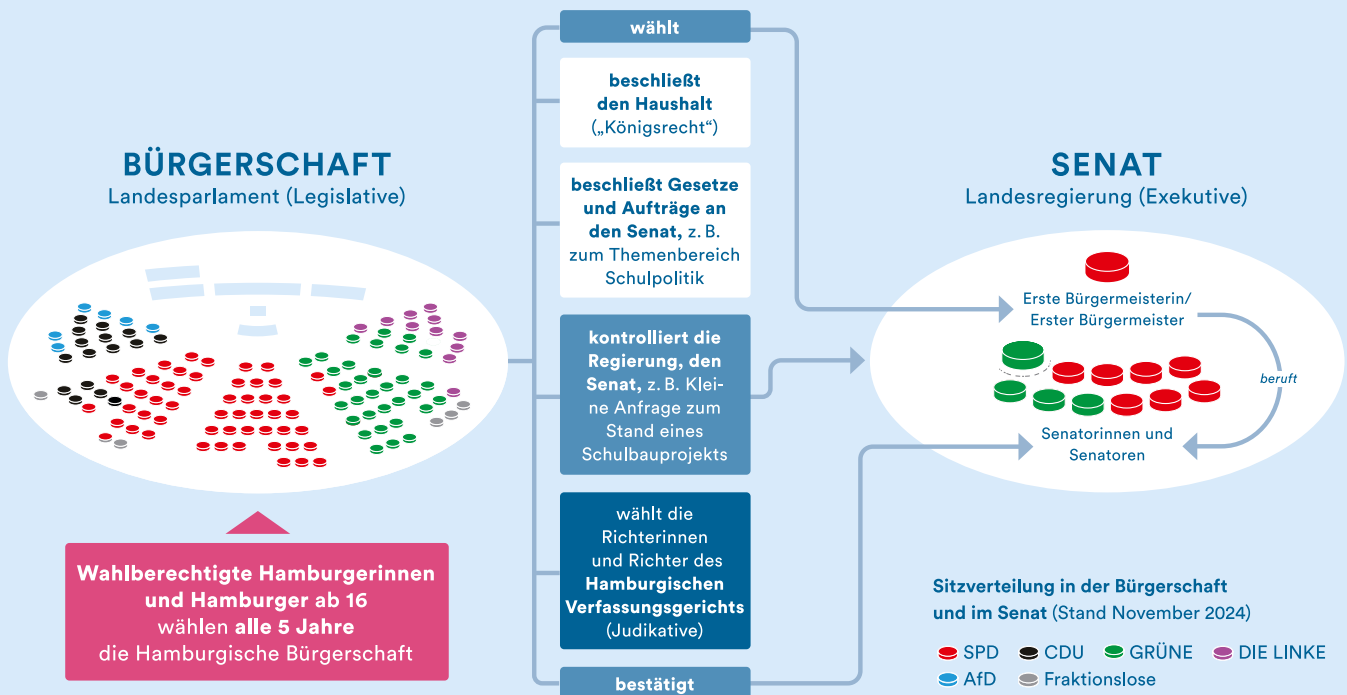 BÜRGERSCHAFT
Landesparlament (Legislative)
Wahlberechtigte Hamburgerinnen
und Hamburger ab 16
wählen alle 5 Jahre
die Hamburgische Bürgerschaft
wählt
beschließt
den Haushalt
(„Königsrecht“)
beschließt Gesetze
und Aufträge an
den Senat, z. B.
zum Themenbereich
Schulpolitik
kontrolliert die
Regierung, den
Senat, z. B. Klei-
ne Anfrage zum
Stand eines
Schulbauprojekts
wählt die
Richterinnen
und Richter des
Hamburgischen
Verfassungsgerichts
(Judikative)
bestätigt
SENAT
Landesregierung (Exekutive)
Erste Bürgermeisterin/
Erster Bürgermeister
beruft
Senatorinnen und
Senatoren
Sitzverteilung in der Bürgerschaft
und im Senat (Stand November 2024)
SPD CDU GRÜNE DIE LINKE
AfD Fraktionslose